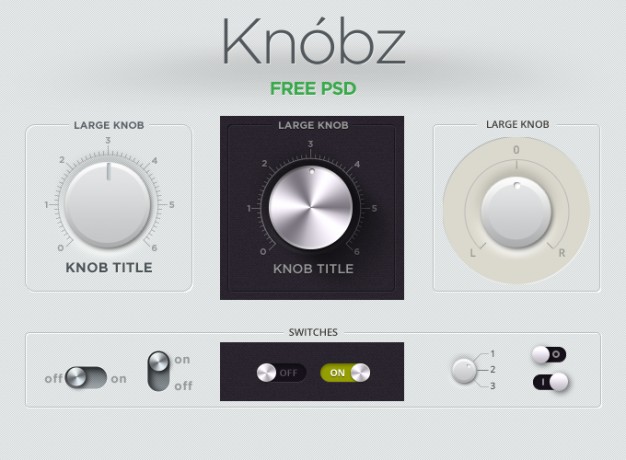 Knóbz
FREE PSD
LARGE KNOB
0 1 2 3 4 5 6
KNOB TITLE
LARGE KNOB
0 1 2 3 4 5 6
KNOB TITLE
LARGE KNOB
0
L R
SWITCHES
off on
on
off
OFF
ON
1
2
3
O
I